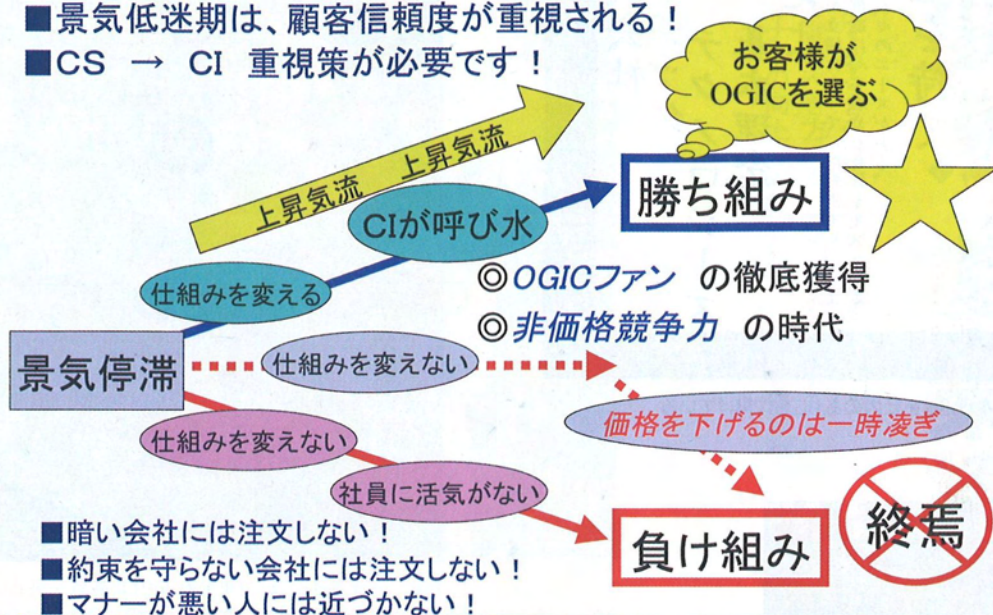 ■景気低迷期は、顧客信頼度が重視される！
■CS → CI 重視策が必要です！
お客様が
OGICを選ぶ
上昇気流 上昇気流
勝ち組み
CIが呼び水
仕組みを変える
◎OGICファン の徹底獲得
◎非価格競争力 の時代
景気停滞
仕組みを変えない
価格を下げるのは一時凌ぎ
仕組みを変えない
社員に活気がない
負け組み
終焉
■暗い会社には注文しない！
■約束を守らない会社には注文しない！
■マナーが悪い人には近づかない！